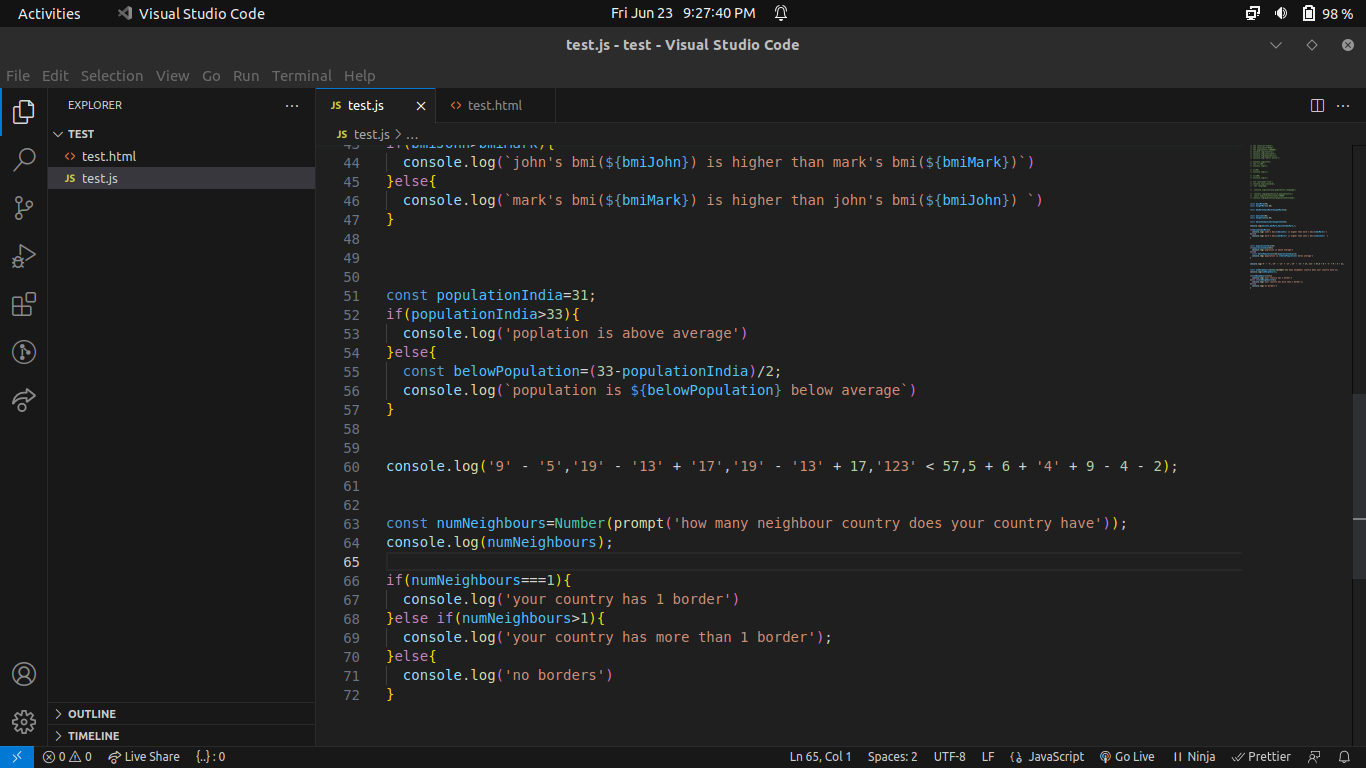 Activities Visual Studio Code Fri Jun 23 9:27:40 PM 98 %
test.js - test - Visual Studio Code
File Edit Selection View Go Run Terminal Help
EXPLORER ···
JS test.js × <> test.html ···
TEST
JS test.js > ...
<> test.html
JS test.js
43 if(bmiJohn>bmiMark){
44 console.log(`john's bmi(${bmiJohn}) is higher than mark's bmi(${bmiMark})`)
45 }else{
46 console.log(`mark's bmi(${bmiMark}) is higher than john's bmi(${bmiJohn}) `)
47 }
48
49
50
51 const populationIndia=31;
52 if(populationIndia>33){
53 console.log('poplation is above average')
54 }else{
55 const belowPopulation=(33-populationIndia)/2;
56 console.log(`population is ${belowPopulation} below average`)
57 }
58
59
60 console.log('9' - '5','19' - '13' + '17','19' - '13' + 17,'123' < 57,5 + 6 + '4' + 9 - 4 - 2);
61
62
63 const numNeighbours=Number(prompt('how many neighbour country does your country have'));
64 console.log(numNeighbours);
65
66 if(numNeighbours===1){
67 console.log('your country has 1 border')
68 }else if(numNeighbours>1){
69 console.log('your country has more than 1 border');
70 }else{
71 console.log('no borders')
72 }
OUTLINE
TIMELINE
0 0 Live Share {..} : 0 Ln 65, Col 1 Spaces: 2 UTF-8 LF {} JavaScript Go Live Ninja Prettier